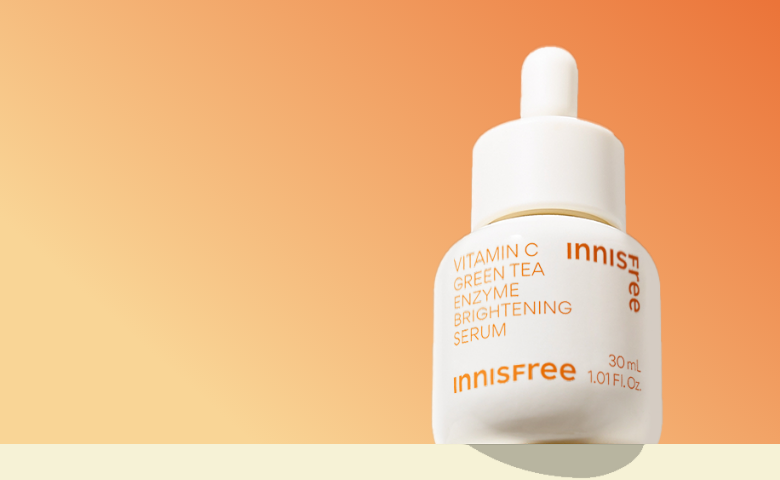 VITAMIN C
GREEN TEA
ENZYME
BRIGHTENING
SERUM
innisfree
innisfree
30 mL
1.01 Fl. Oz.